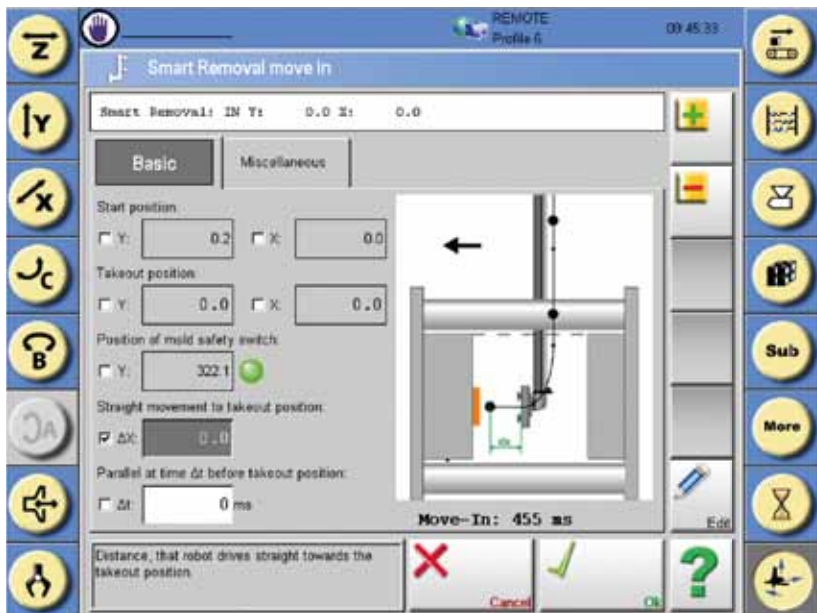 REMOTE
Profile 6
09:45:33
Smart Removal move In
Smart Removal: IN Y: 0.0 Z: 0.0
Basic
Miscellaneous
Start position
Y: 0.2 X: 0.0
Takeout position
Y: 0.0 X: 0.0
Position of mold safety switch:
Y: 322.1
Straight movement to takeout position:
ΔX: 0.0
Parallel at time Δt before takeout position:
Δt: 0 ms
dx
Move-In: 455 ms
Distance, that robot drives straight towards the
takeout position.
Cancel
Ok
Edit
Z
Y
X
C
B
CA
Sub
More